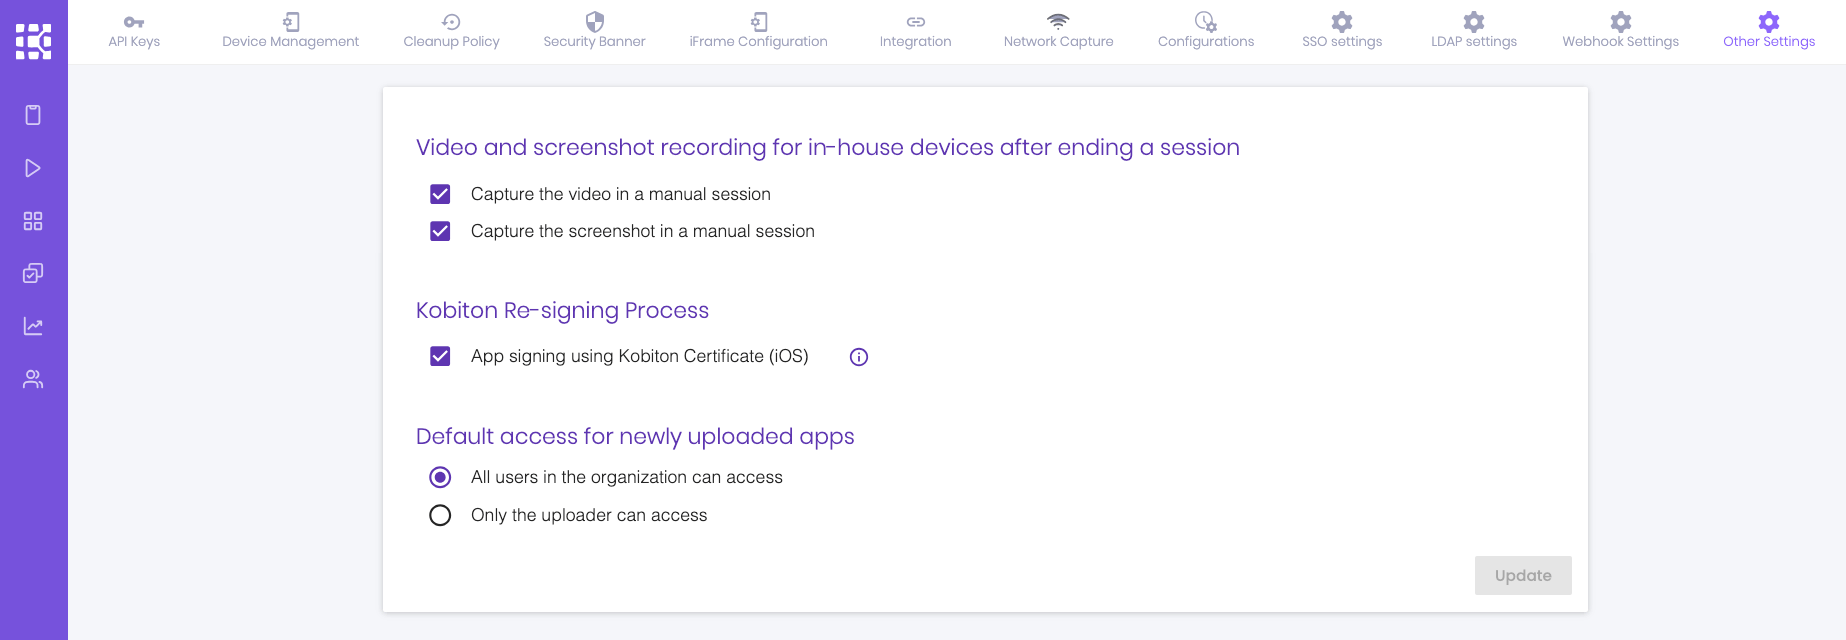 API Keys
Device Management
Cleanup Policy
Security Banner
iFrame Configuration
Integration
Network Capture
Configurations
SSO settings
LDAP settings
Webhook Settings
Other Settings
Video and screenshot recording for in-house devices after ending a session
Capture the video in a manual session
Capture the screenshot in a manual session
Kobiton Re-signing Process
App signing using Kobiton Certificate (iOS)
Default access for newly uploaded apps
All users in the organization can access
Only the uploader can access
Update